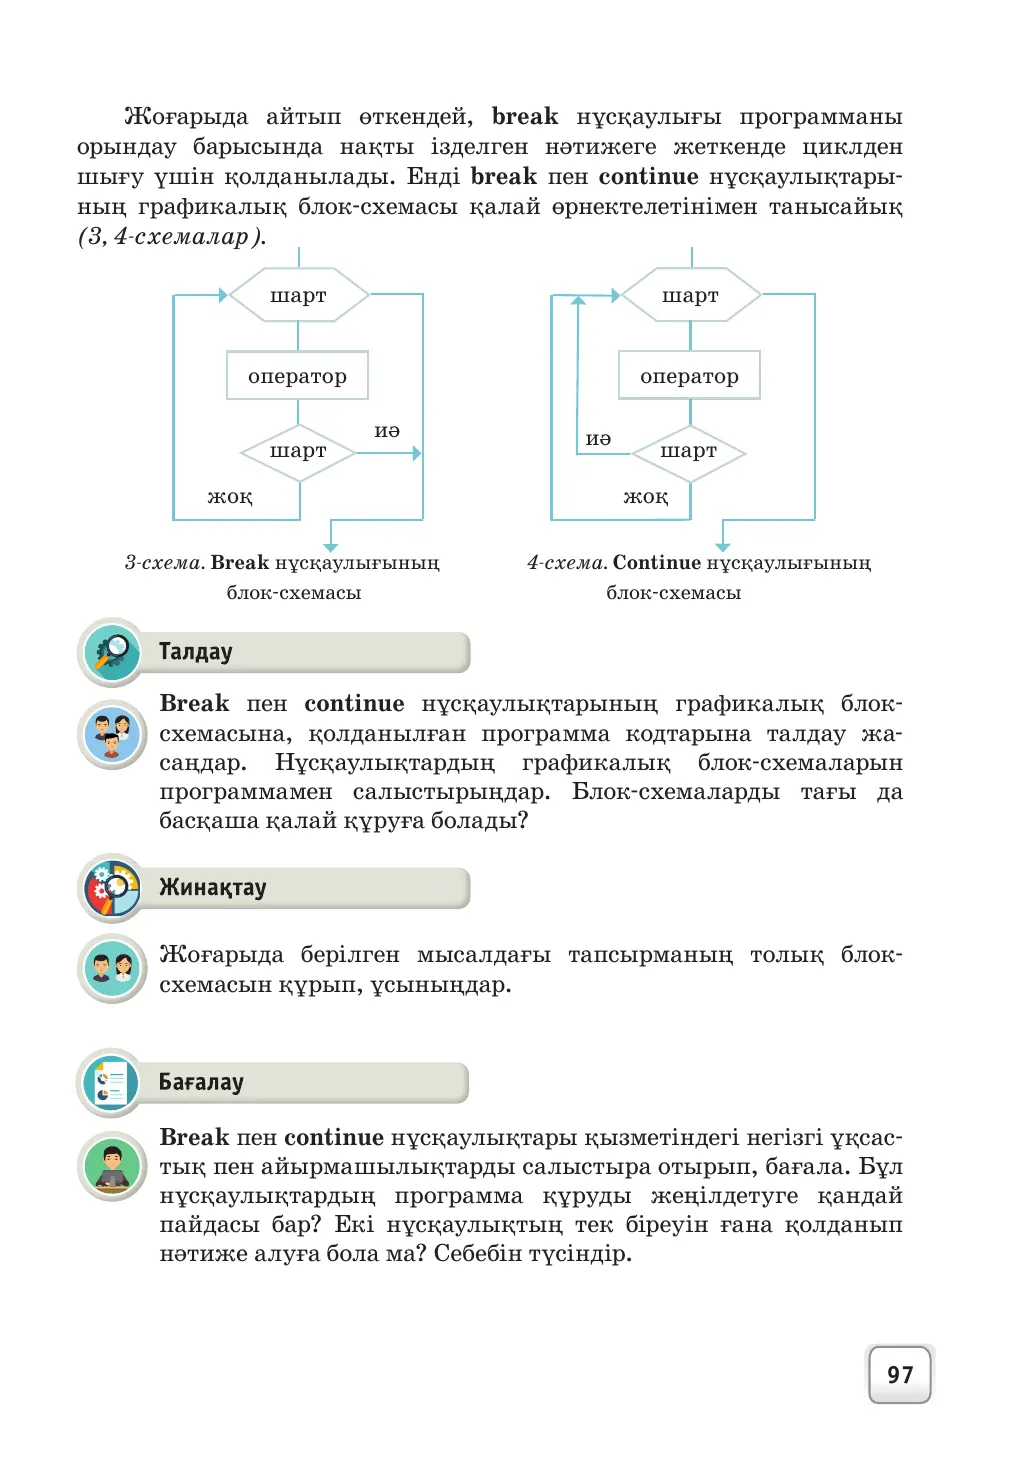 Жоғарыда айтып өткендей, break нұсқаулығы программаны
орындау барысында нақты ізделген нәтижеге жеткенде циклден
шығу үшін қолданылады. Енді break пен continue нұсқаулықтары-
ның графикалық блок-схемасы қалай өрнектелетінімен танысайық
(3, 4-схемалар).
шарт
оператор
иә
шарт
жоқ
3-схема. Break нұсқаулығының
блок-схемасы
шарт
оператор
иә
шарт
жоқ
4-схема. Continue нұсқаулығының
блок-схемасы
Талдау
Break пен continue нұсқаулықтарының графикалық блок-
схемасына, қолданылған программа кодтарына талдау жа-
саңдар. Нұсқаулықтардың графикалық блок-схемаларын
программамен салыстырыңдар. Блок-схемаларды тағы да
басқаша қалай құруға болады?
Жинақтау
Жоғарыда берілген мысалдағы тапсырманың толық блок-
схемасын құрып, ұсыныңдар.
Бағалау
Break пен continue нұсқаулықтары қызметіндегі негізгі ұқсас-
тық пен айырмашылықтарды салыстыра отырып, бағала. Бұл
нұсқаулықтардың программа құруды жеңілдетуге қандай
пайдасы бар? Екі нұсқаулықтың тек біреуін ғана қолданып
нәтиже алуға бола ма? Себебін түсіндір.
97